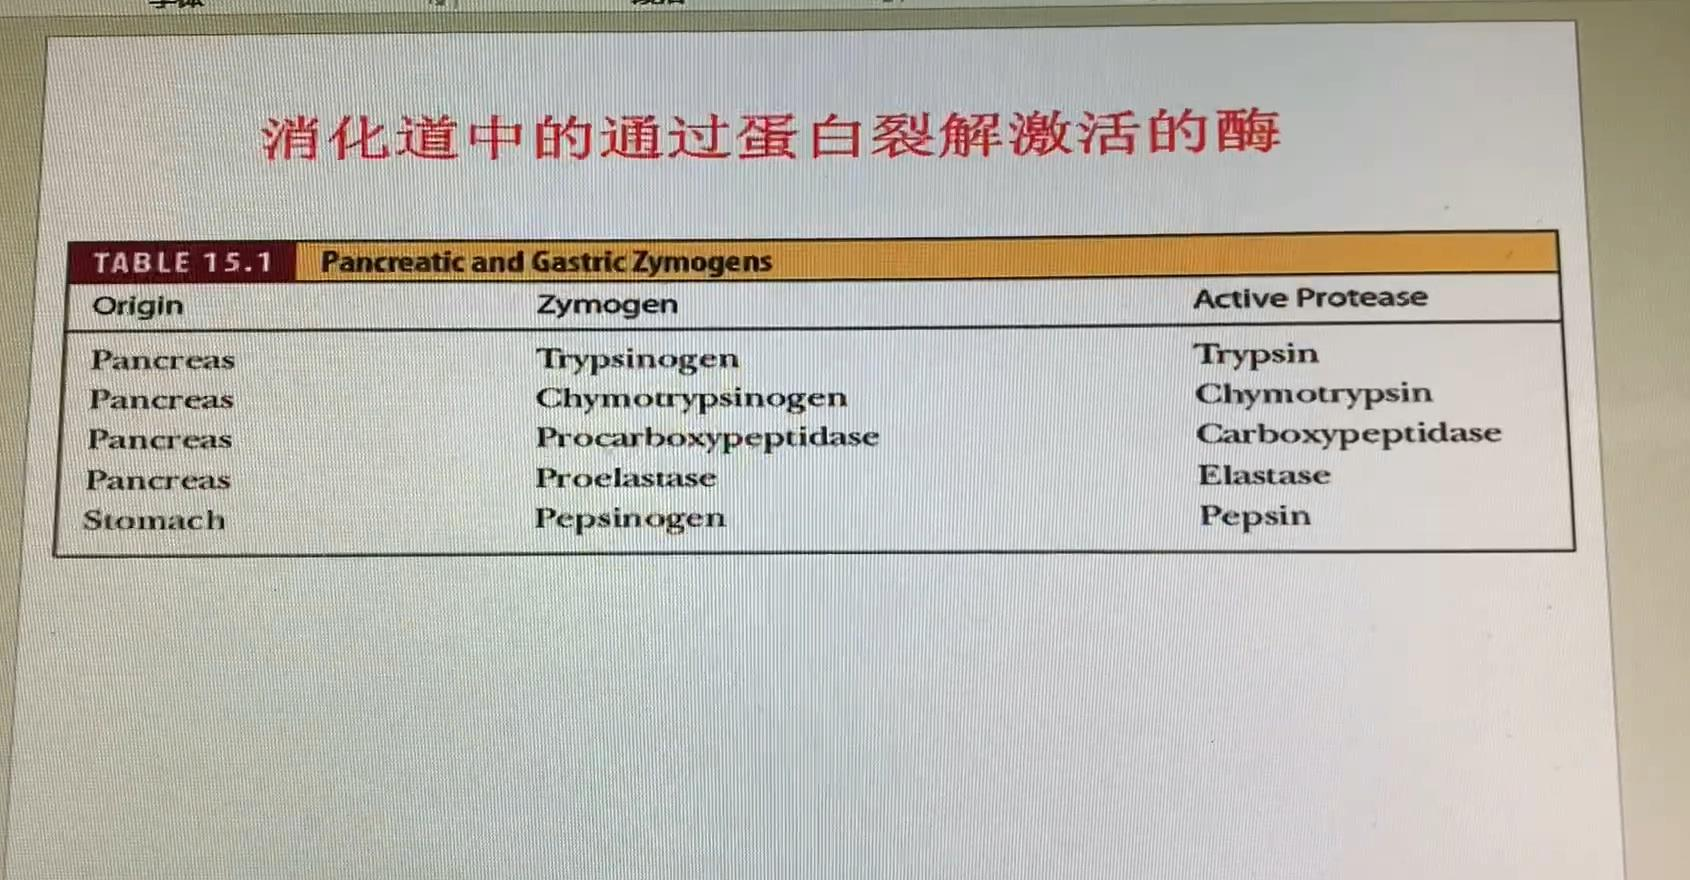 消化道中的通过蛋白裂解激活的酶
TABLE 15.1 Pancreatic and Gastric Zymogens
Origin Zymogen Active Protease
Pancreas Trypsinogen Trypsin
Pancreas Chymotrypsinogen Chymotrypsin
Pancreas Procarboxypeptidase Carboxypeptidase
Pancreas Proelastase Elastase
Stomach Pepsinogen Pepsin